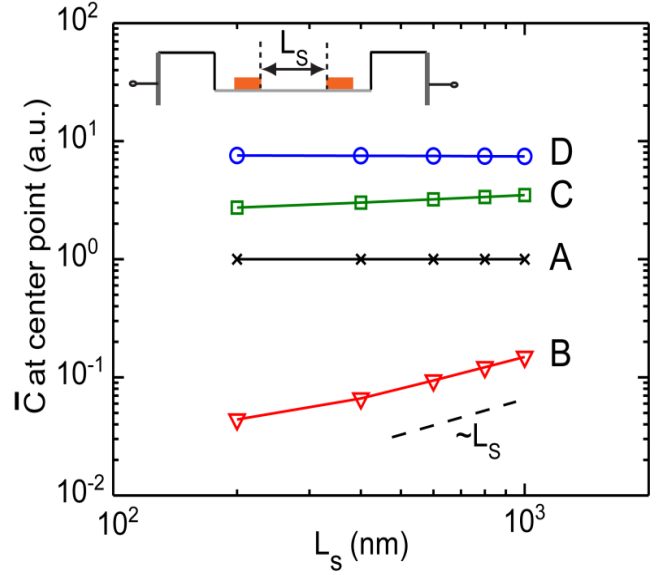 10²
L_S
10¹
D
C
10⁰
A
10⁻¹
B
~L_S
10⁻²
10²
10³
L_s (nm)
C̅ at center point (a.u.)